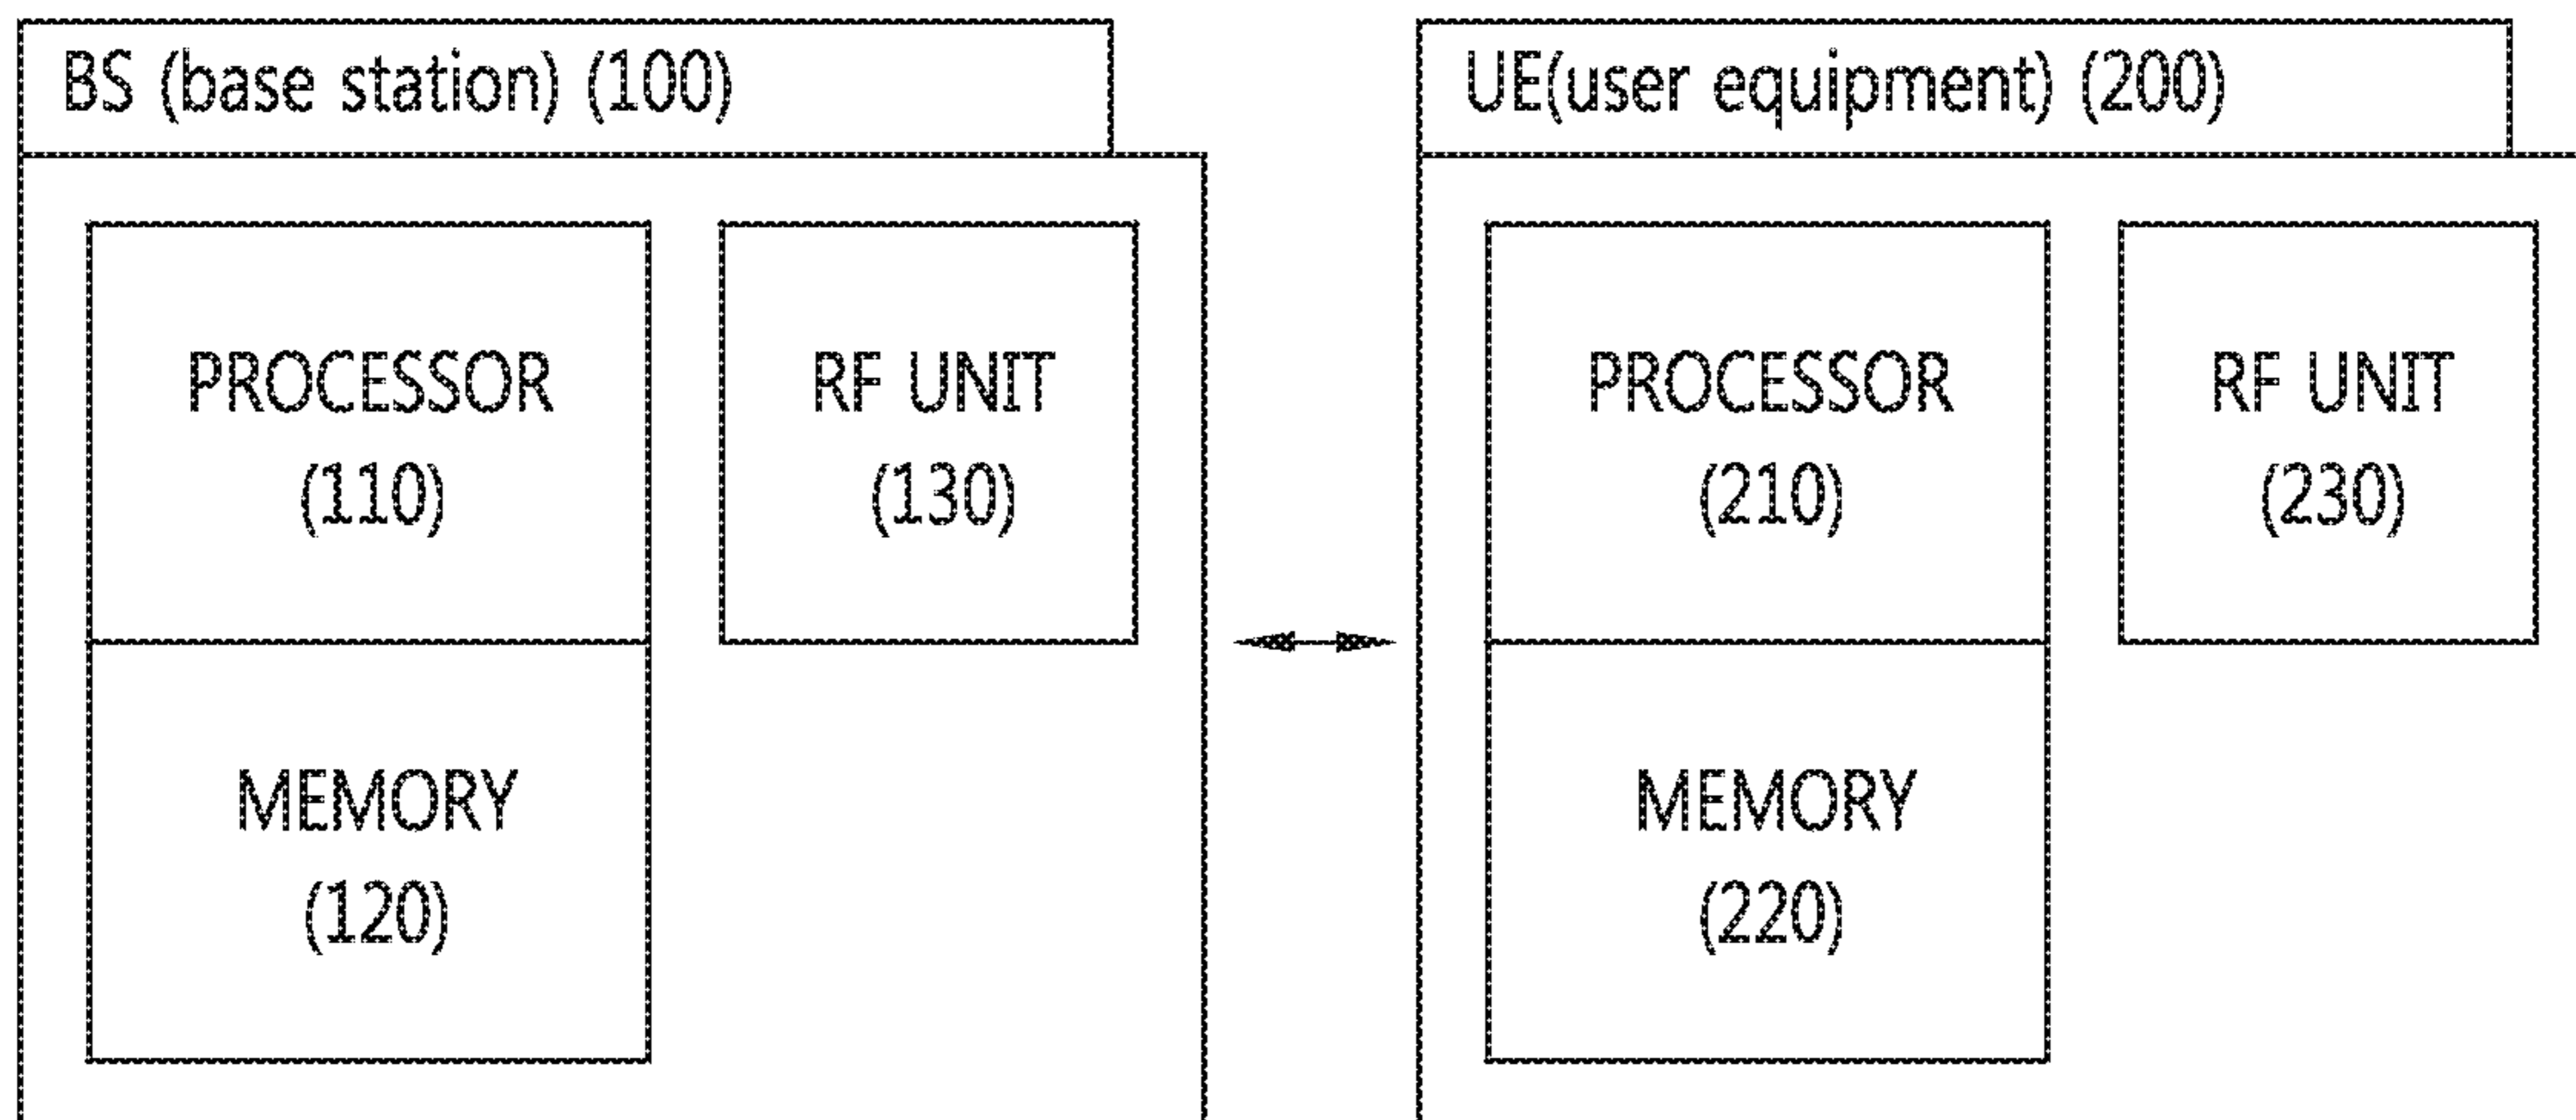 BS (base station) (100)
PROCESSOR
(110)
RF UNIT
(130)
MEMORY
(120)
UE(user equipment) (200)
PROCESSOR
(210)
RF UNIT
(230)
MEMORY
(220)